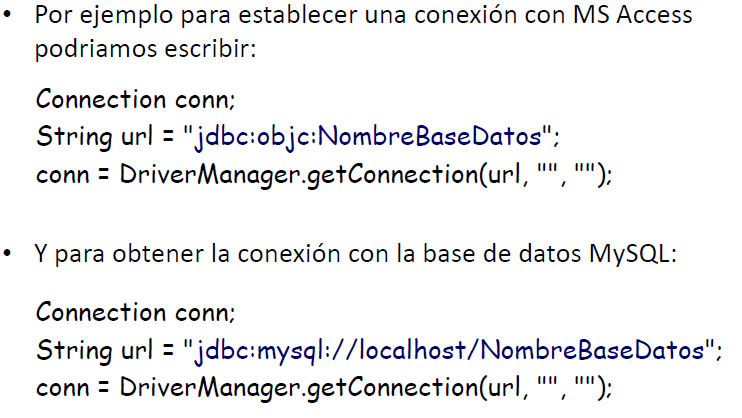 • Por ejemplo para establecer una conexión con MS Access
podriamos escribir:
Connection conn;
String url = "jdbc:objc:NombreBaseDatos";
conn = DriverManager.getConnection(url, "", "");
• Y para obtener la conexión con la base de datos MySQL:
Connection conn;
String url = "jdbc:mysql://localhost/NombreBaseDatos";
conn = DriverManager.getConnection(url, "", "");